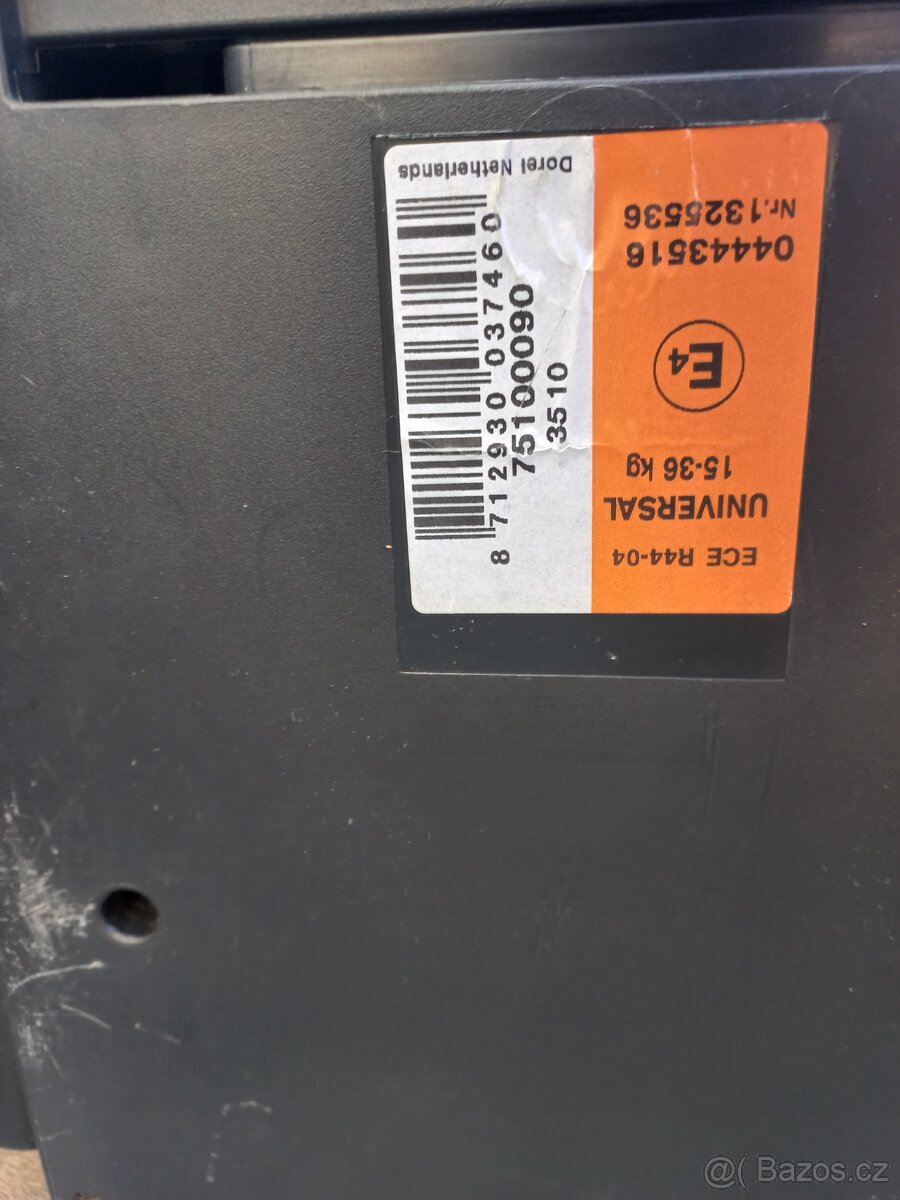 ECE R44-04
UNIVERSAL
15-36 kg
E4
04443516
Nr.1325536
Dorel Netherlands
8 712930 037460
75100090
3510
@( Bazos.cz